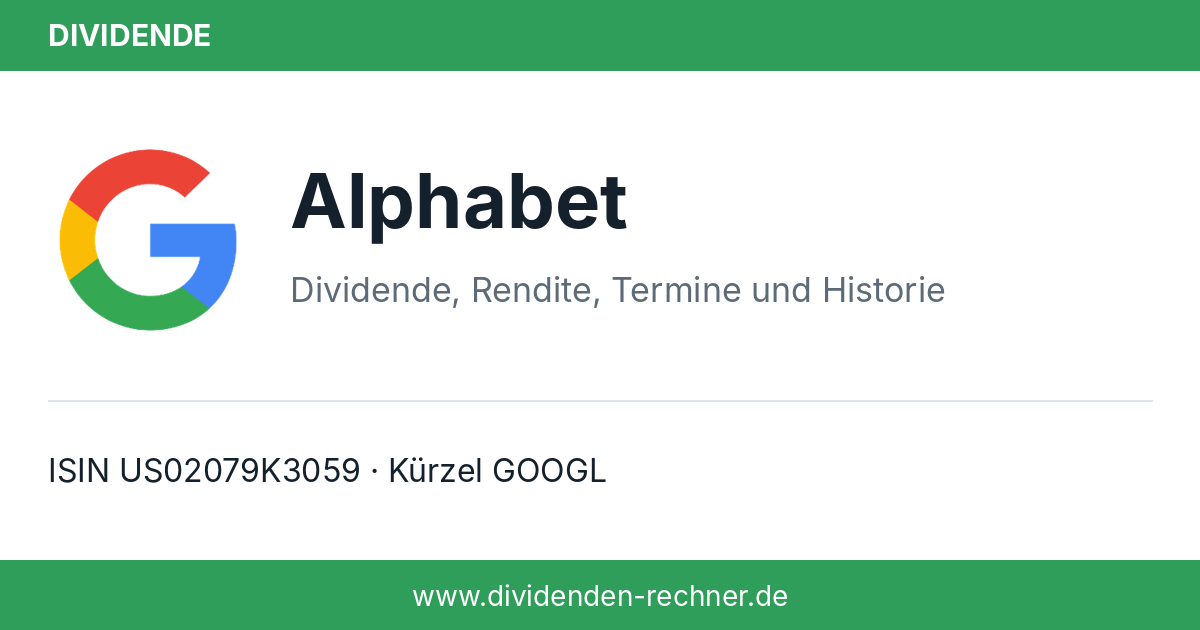 DIVIDENDE
Alphabet
Dividende, Rendite, Termine und Historie
ISIN US02079K3059 · Kürzel GOOGL
www.dividenden-rechner.de